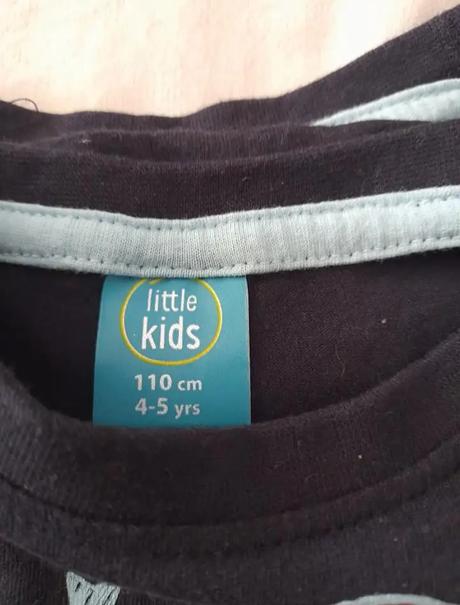 little
kids
110 cm
4-5 yrs